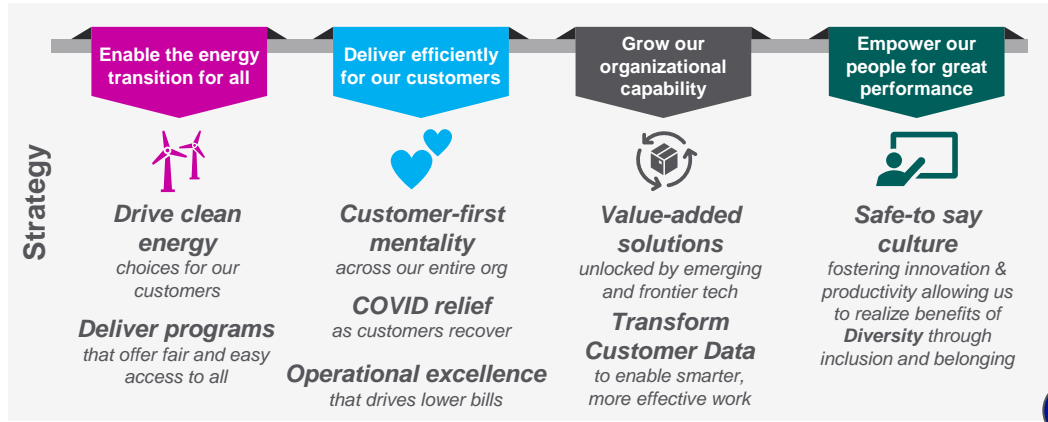 Strategy
Enable the energy
transition for all
Drive clean
energy
choices for our
customers
Deliver programs
that offer fair and easy
access to all
Deliver efficiently
for our customers
Customer-first
mentality
across our entire org
COVID relief
as customers recover
Operational excellence
that drives lower bills
Grow our
organizational
capability
Value-added
solutions
unlocked by emerging
and frontier tech
Transform
Customer Data
to enable smarter,
more effective work
Empower our
people for great
performance
Safe-to say
culture
fostering innovation &
productivity allowing us
to realize benefits of
Diversity through
inclusion and belonging